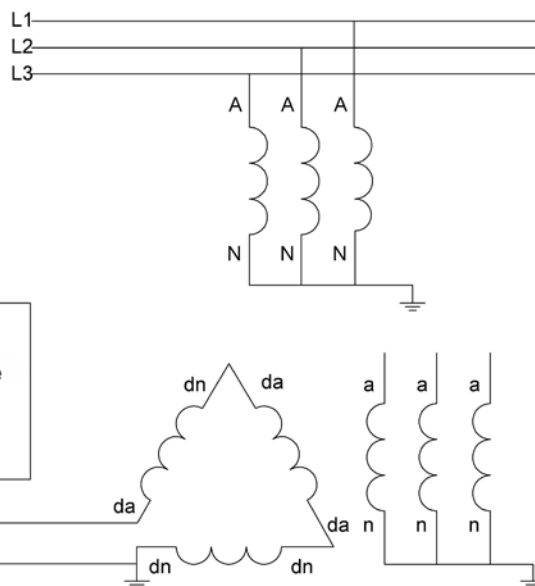 L1
L2
L3
A A A
N N N
e
dn da a a a
da da n n n
dn dn